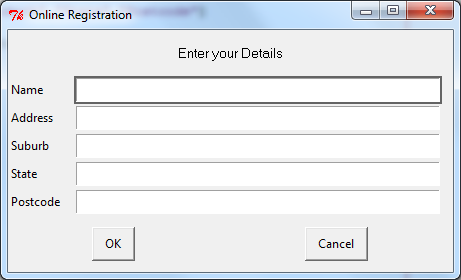 Online Registration
Enter your Details
Name
Address
Suburb
State
Postcode
OK Cancel